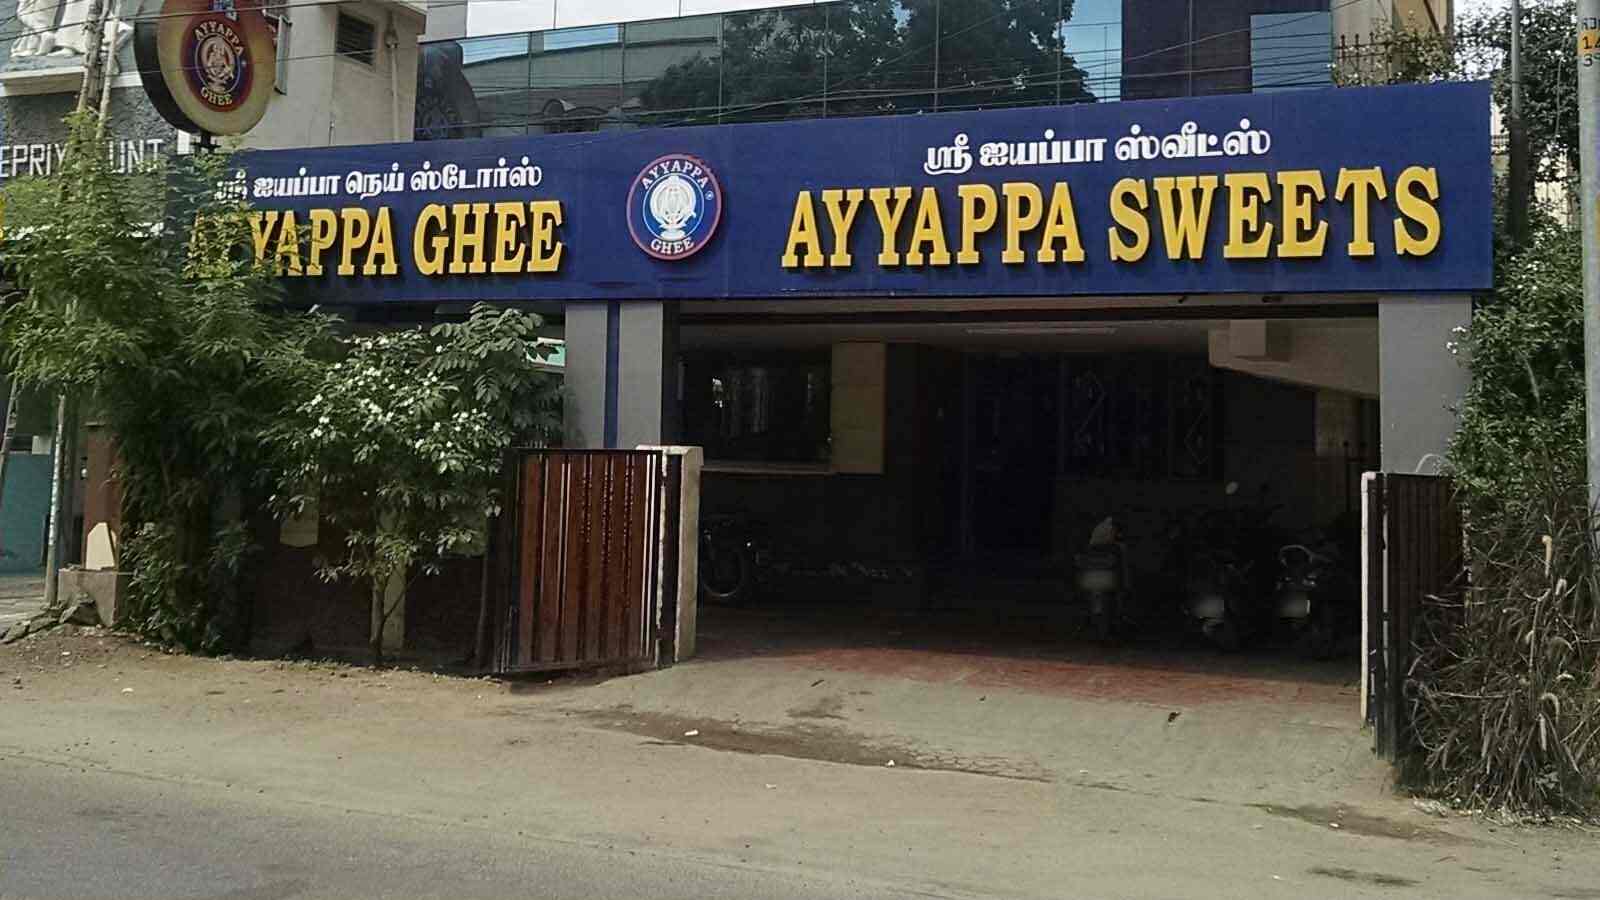 AYYAPPA
GHEE
ஸ்ரீ ஐயப்பா நெய் ஸ்டோர்ஸ்
AYYAPPA GHEE
AYYAPPA
GHEE
ஸ்ரீ ஐயப்பா ஸ்வீட்ஸ்
AYYAPPA SWEETS